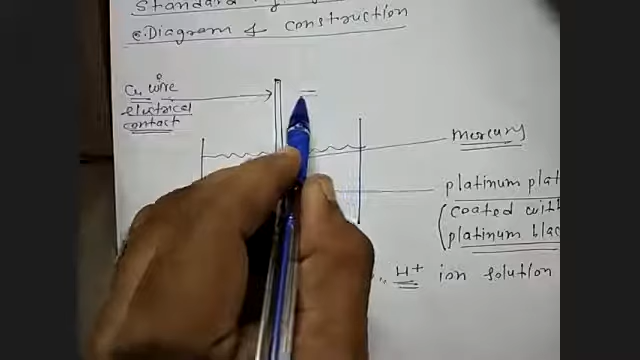 Standard
c. Diagram & construction
Cu wire
electrical
contact
mercury
platinum plat
(coated with
platinum blac
H+ ion solution